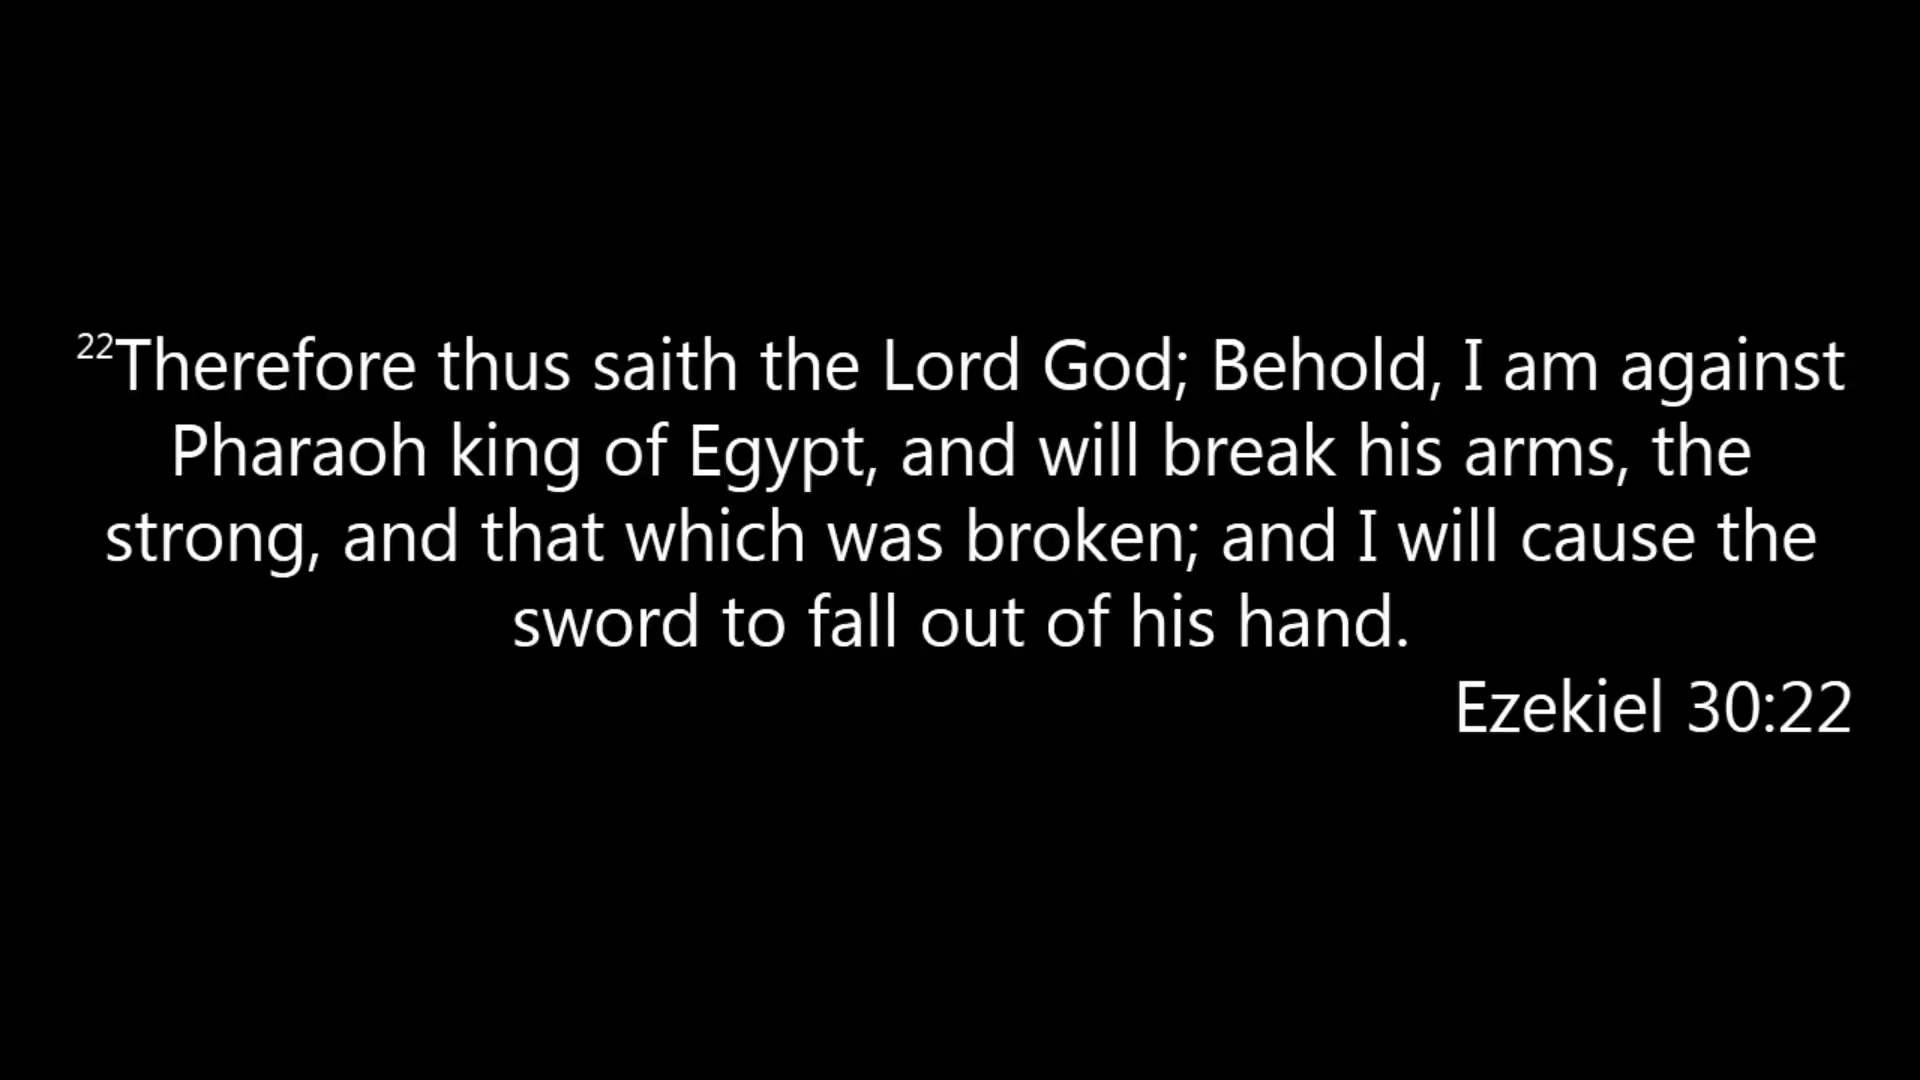 22Therefore thus saith the Lord God; Behold, I am against
Pharaoh king of Egypt, and will break his arms, the
strong, and that which was broken; and I will cause the
sword to fall out of his hand.
Ezekiel 30:22